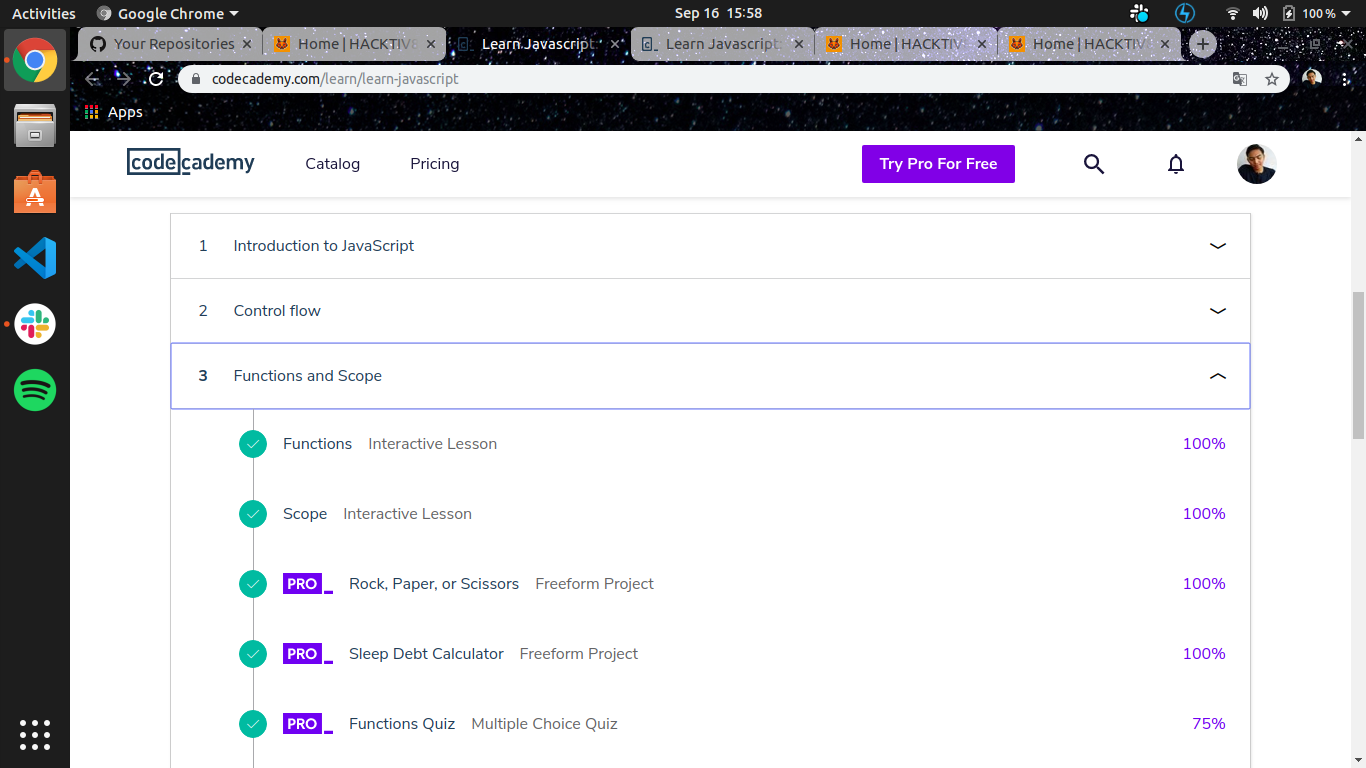 Activities Google Chrome Sep 16 15:58 100 %
Your Repositories Home | HACKTIV8 Learn Javascript Learn Javascript Home | HACKTIV Home | HACKTIV
codecademy.com/learn/learn-javascript
Apps
codecademy Catalog Pricing Try Pro For Free
1 Introduction to JavaScript
2 Control flow
3 Functions and Scope
Functions Interactive Lesson 100%
Scope Interactive Lesson 100%
PRO Rock, Paper, or Scissors Freeform Project 100%
PRO Sleep Debt Calculator Freeform Project 100%
PRO Functions Quiz Multiple Choice Quiz 75%